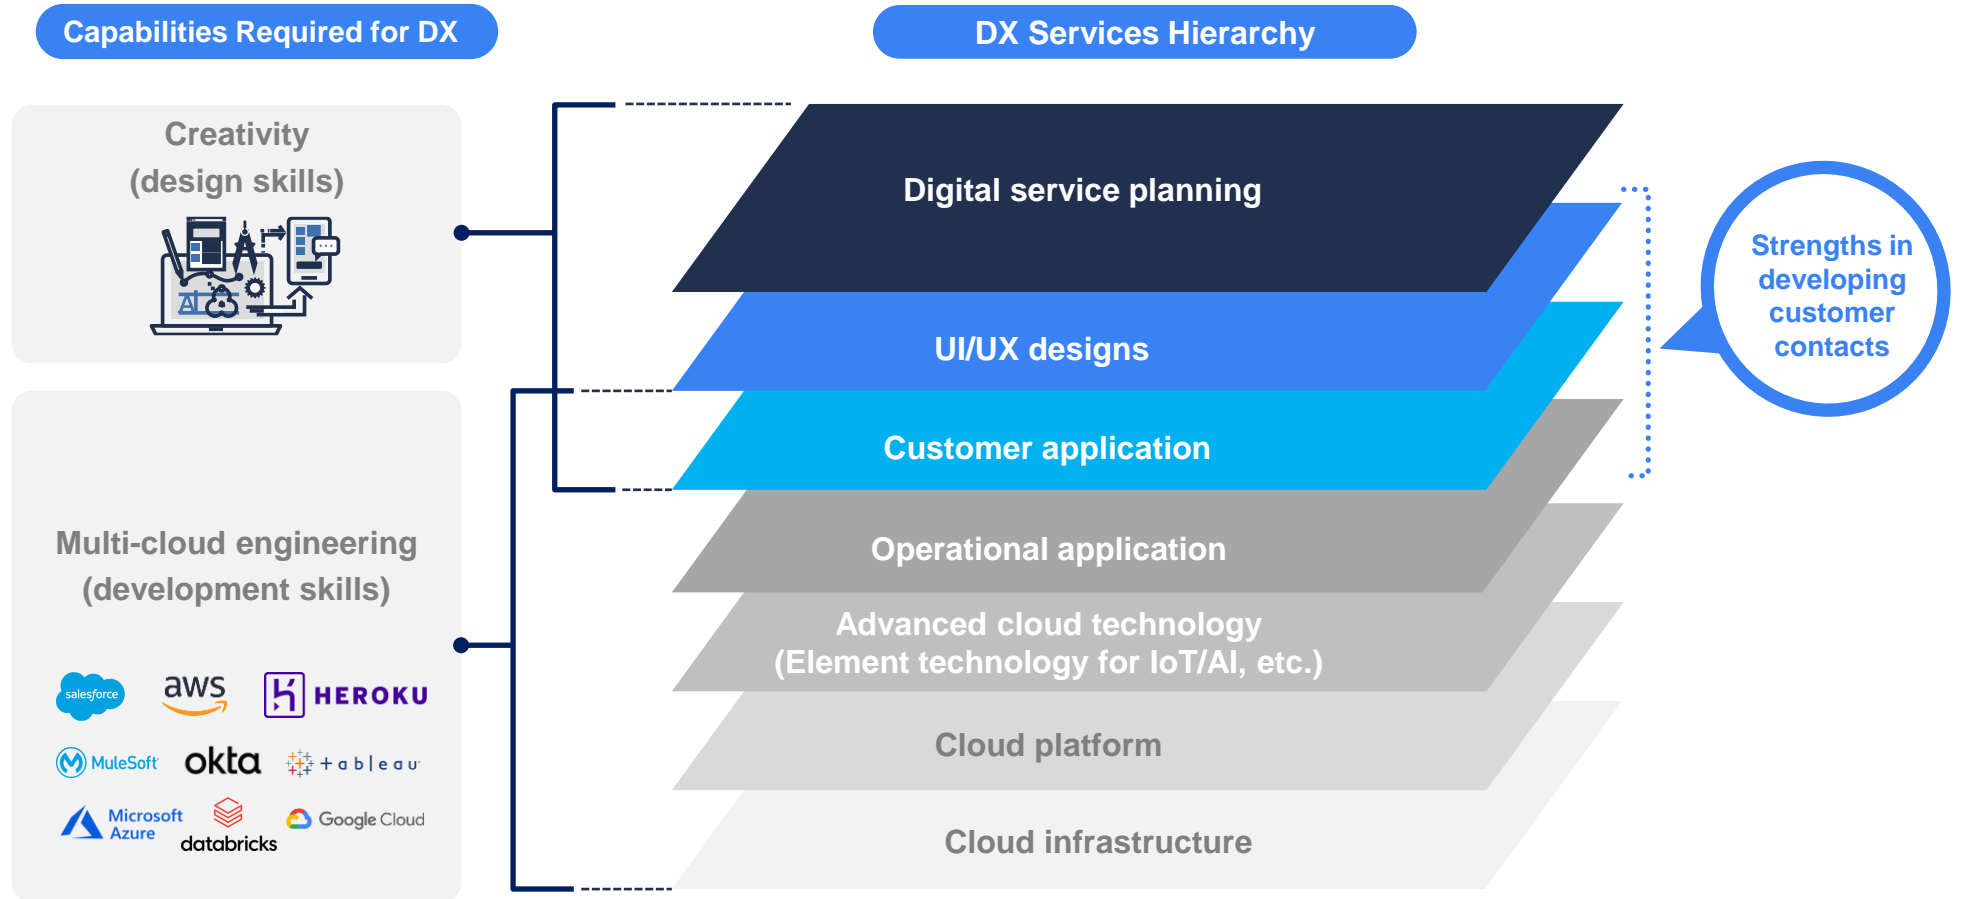 Capabilities Required for DX
DX Services Hierarchy
Creativity
(design skills)
AI
Multi-cloud engineering
(development skills)
salesforce
aws
HEROKU
MuleSoft
okta
+ a b l e a u
Microsoft
Azure
databricks
Google Cloud
Digital service planning
UI/UX designs
Customer application
Operational application
Advanced cloud technology
(Element technology for IoT/AI, etc.)
Cloud platform
Cloud infrastructure
Strengths in
developing
customer
contacts